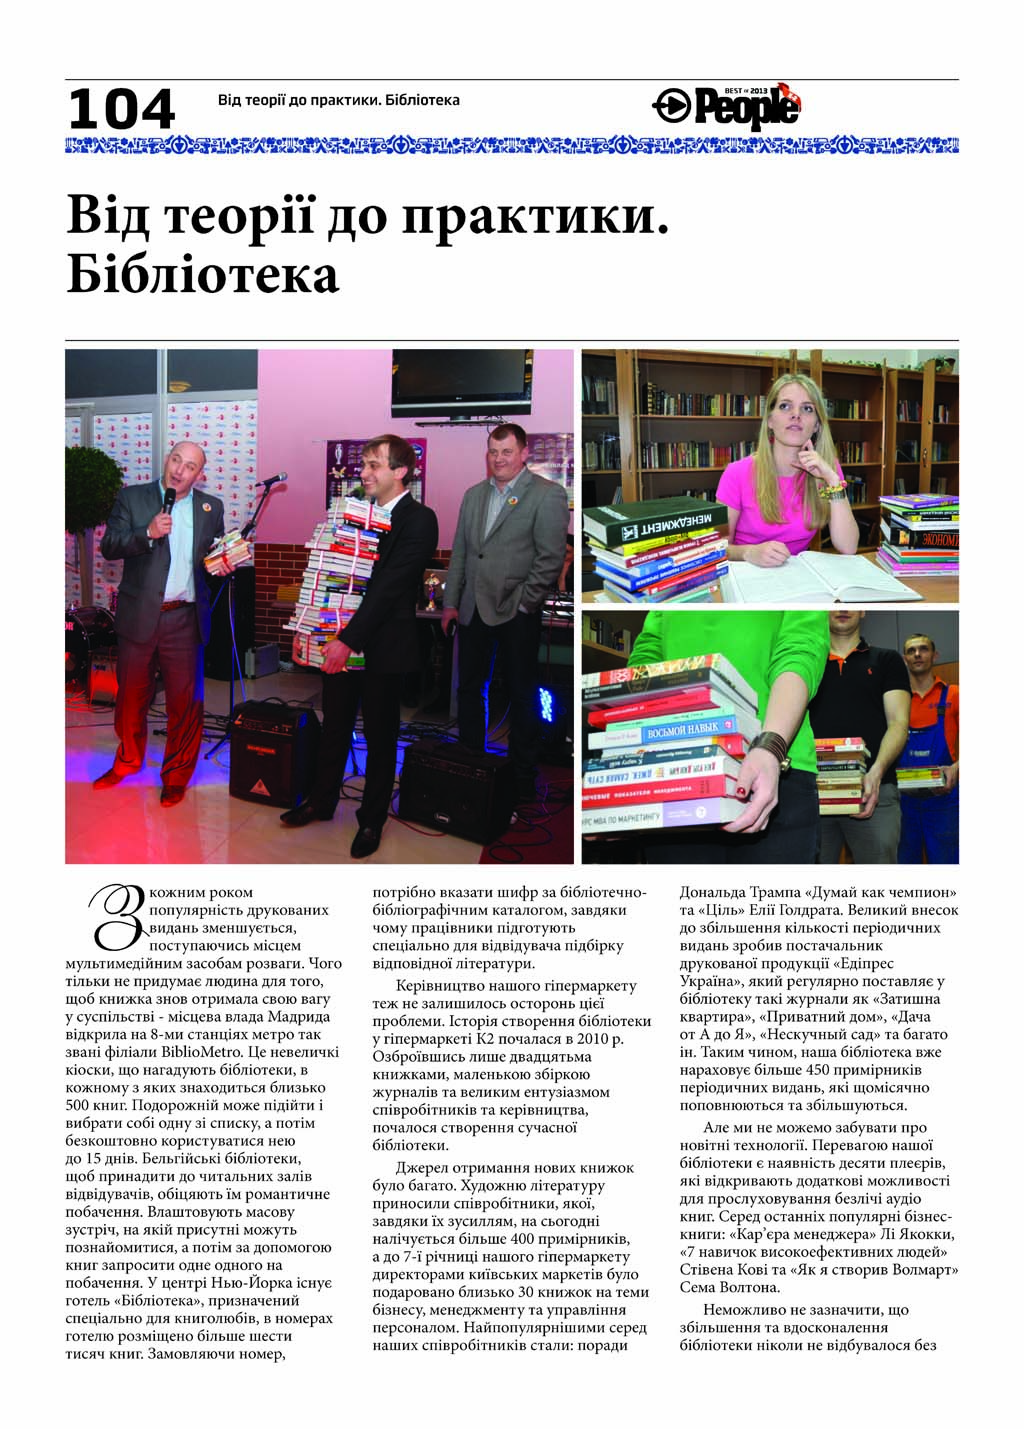 104
Від теорії до практики. Бібліотека
BEST OF 2013
People
Від теорії до практики.
Бібліотека
МЕНЕДЖМЕНТ
ЭКОНОМИ
ВОСЬМОЙ НАВЫК
ДЖЕК. САМАЯ СУТЬ
КЛЮЧЕВЫЕ ПОКАЗАТЕЛИ МЕНЕДЖМЕНТА
КУРС МВА ПО МАРКЕТИНГУ
З кожним роком
популярність друкованих
видань зменшується,
поступаючись місцем
мультимедійним засобам розваги. Чого
тільки не придумає людина для того,
щоб книжка знов отримала свою вагу
у суспільстві - місцева влада Мадрида
відкрила на 8-ми станціях метро так
звані філіали BiblioMetro. Це невеличкі
кіоски, що нагадують бібліотеки, в
кожному з яких знаходиться близько
500 книг. Подорожній може підійти і
вибрати собі одну зі списку, а потім
безкоштовно користуватися нею
до 15 днів. Бельгійські бібліотеки,
щоб принадити до читальних залів
відвідувачів, обіцяють їм романтичне
побачення. Влаштовують масову
зустріч, на якій присутні можуть
познайомитися, а потім за допомогою
книг запросити одне одного на
побачення. У центрі Нью-Йорка існує
готель «Бібліотека», призначений
спеціально для книголюбів, в номерах
готелю розміщено більше шести
тисяч книг. Замовляючи номер,
потрібно вказати шифр за бібліотечно-
бібліографічним каталогом, завдяки
чому працівники підготують
спеціально для відвідувача підбірку
відповідної літератури.
Керівництво нашого гіпермаркету
теж не залишилось осторонь цієї
проблеми. Історія створення бібліотеки
у гіпермаркеті К2 почалася в 2010 р.
Озброївшись лише двадцятьма
книжками, маленькою збіркою
журналів та великим ентузіазмом
співробітників та керівництва,
почалося створення сучасної
бібліотеки.
Джерел отримання нових книжок
було багато. Художню літературу
приносили співробітники, якої,
завдяки їх зусиллям, на сьогодні
налічується більше 400 примірників,
а до 7-ї річниці нашого гіпермаркету
директорами київських маркетів було
подаровано близько 30 книжок на теми
бізнесу, менеджменту та управління
персоналом. Найпопулярнішими серед
наших співробітників стали: поради
Дональда Трампа «Думай как чемпион»
та «Ціль» Елії Голдрата. Великий внесок
до збільшення кількості періодичних
видань зробив постачальник
друкованої продукції «Едіпрес
Україна», який регулярно поставляє у
бібліотеку такі журнали як «Затишна
квартира», «Приватний дом», «Дача
от А до Я», «Нескучный сад» та багато
ін. Таким чином, наша бібліотека вже
нараховує більше 450 примірників
періодичних видань, які щомісячно
поповнюються та збільшуються.
Але ми не можемо забувати про
новітні технології. Перевагою нашої
бібліотеки є наявність десяти плеєрів,
які відкривають додаткові можливості
для прослуховування безлічі аудіо
книг. Серед останніх популярні бізнес-
книги: «Кар’єра менеджера» Лі Якокки,
«7 навичок високоефективних людей»
Стівена Кові та «Як я створив Волмарт»
Сема Волтона.
Неможливо не зазначити, що
збільшення та вдосконалення
бібліотеки ніколи не відбувалося без